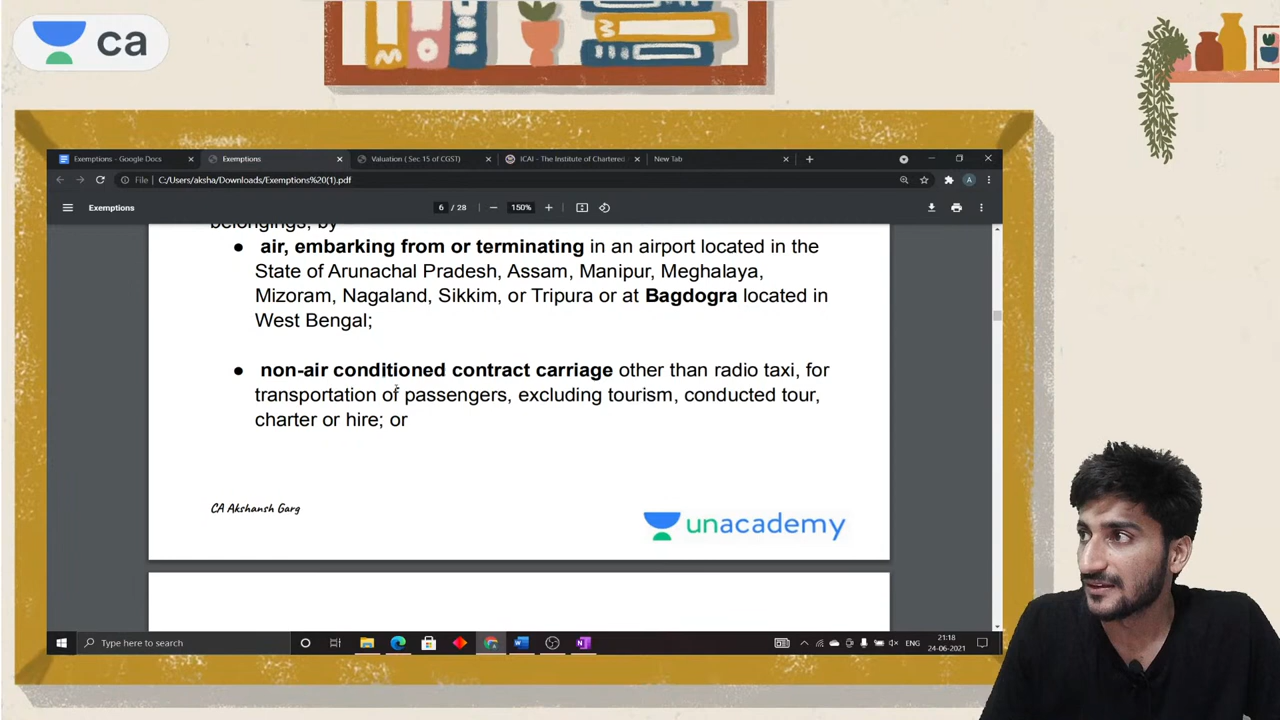 ca
Exemptions - Google Docs
Exemptions
Valuation ( Sec.15 of CGST)
ICAI - The Institute of Chartered
New Tab
File
C:/Users/aksha/Downloads/Exemptions%20(1).pdf
A
Exemptions
6 / 28
150%
belongings, by
● air, embarking from or terminating in an airport located in the
State of Arunachal Pradesh, Assam, Manipur, Meghalaya,
Mizoram, Nagaland, Sikkim, or Tripura or at Bagdogra located in
West Bengal;
● non-air conditioned contract carriage other than radio taxi, for
transportation of passengers, excluding tourism, conducted tour,
charter or hire; or
CA Akshansh Garg
unacademy
Type here to search
ENG
21:18
24-06-2021